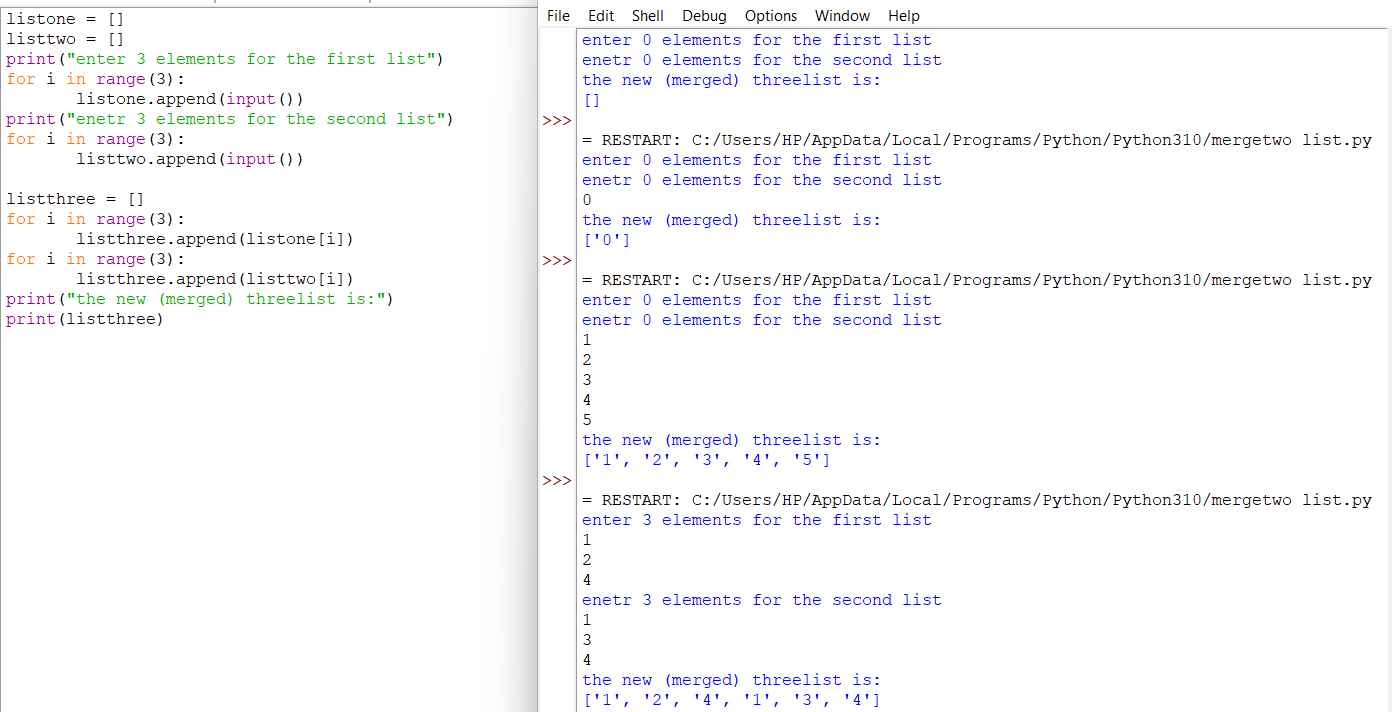 listone = []
listtwo = []
print("enter 3 elements for the first list")
for i in range(3):
       listone.append(input())
print("enetr 3 elements for the second list")
for i in range(3):
       listtwo.append(input())

listthree = []
for i in range(3):
       listthree.append(listone[i])
for i in range(3):
       listthree.append(listtwo[i])
print("the new (merged) threelist is:")
print(listthree)
File Edit Shell Debug Options Window Help
enter 0 elements for the first list
enetr 0 elements for the second list
the new (merged) threelist is:
[]
>>>
= RESTART: C:/Users/HP/AppData/Local/Programs/Python/Python310/mergetwo list.py
enter 0 elements for the first list
enetr 0 elements for the second list
0
the new (merged) threelist is:
['0']
>>>
= RESTART: C:/Users/HP/AppData/Local/Programs/Python/Python310/mergetwo list.py
enter 0 elements for the first list
enetr 0 elements for the second list
1
2
3
4
5
the new (merged) threelist is:
['1', '2', '3', '4', '5']
>>>
= RESTART: C:/Users/HP/AppData/Local/Programs/Python/Python310/mergetwo list.py
enter 3 elements for the first list
1
2
4
enetr 3 elements for the second list
1
3
4
the new (merged) threelist is:
['1', '2', '4', '1', '3', '4']